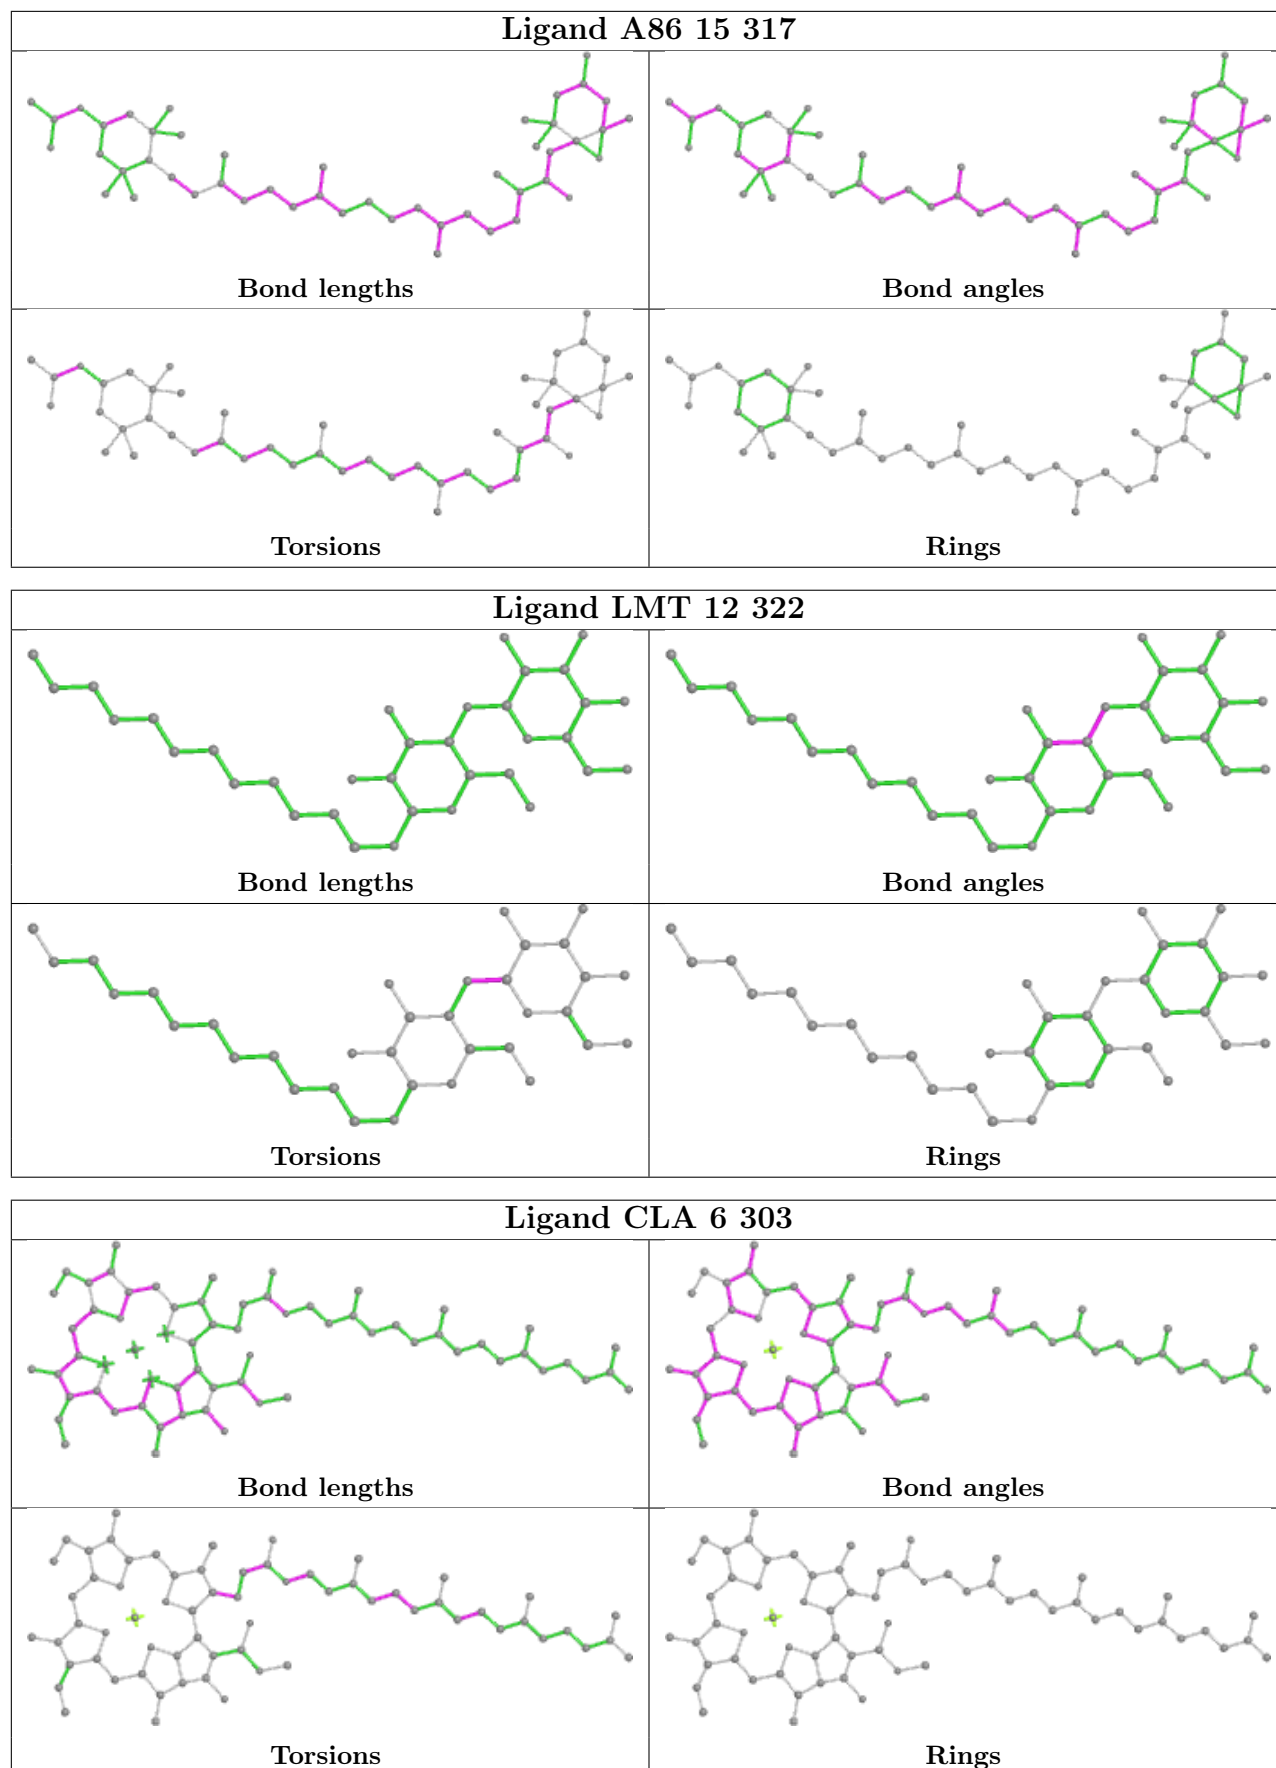 Ligand A86 15 317
Bond lengths
Bond angles
Torsions
Rings
Ligand LMT 12 322
Bond lengths
Bond angles
Torsions
Rings
Ligand CLA 6 303
Bond lengths
Bond angles
Torsions
Rings